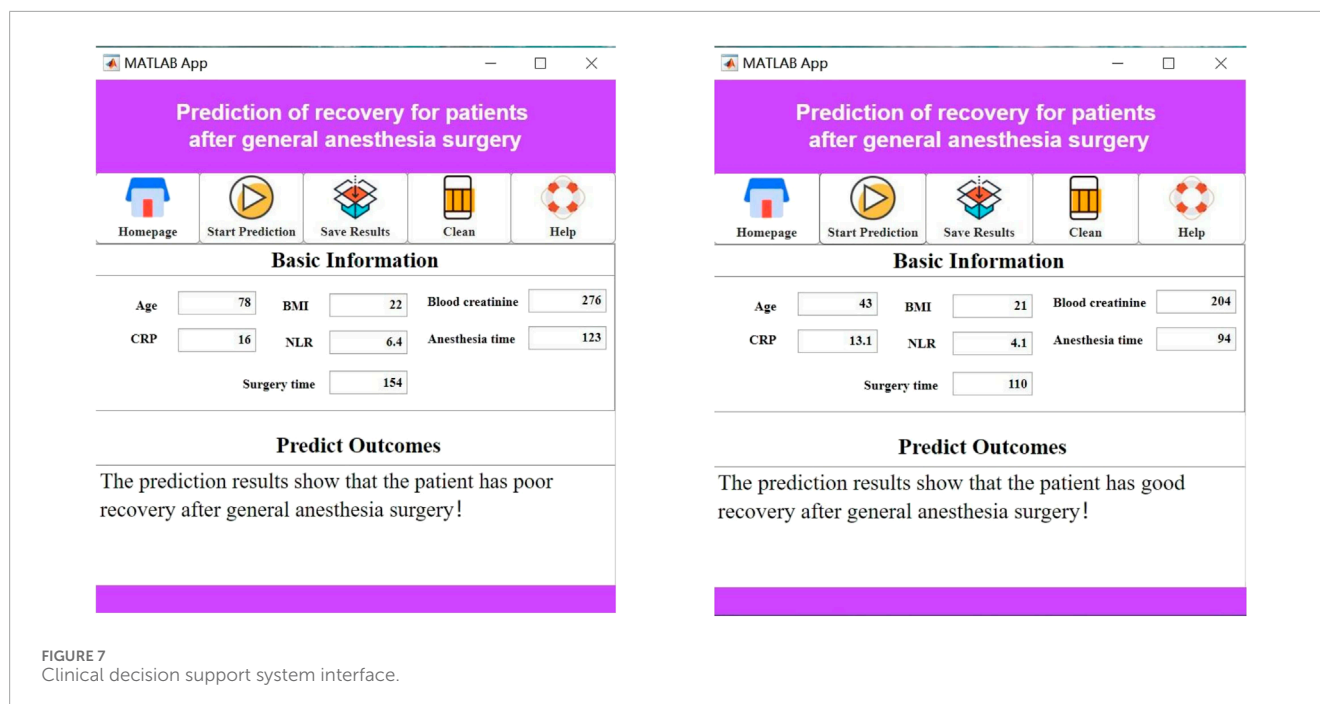 MATLAB App
Prediction of recovery for patients
after general anesthesia surgery
Homepage Start Prediction Save Results Clean Help
Basic Information
Age 78 BMI 22 Blood creatinine 276
CRP 16 NLR 6.4 Anesthesia time 123
Surgery time 154
Predict Outcomes
The prediction results show that the patient has poor
recovery after general anesthesia surgery!
MATLAB App
Prediction of recovery for patients
after general anesthesia surgery
Homepage Start Prediction Save Results Clean Help
Basic Information
Age 43 BMI 21 Blood creatinine 204
CRP 13.1 NLR 4.1 Anesthesia time 94
Surgery time 110
Predict Outcomes
The prediction results show that the patient has good
recovery after general anesthesia surgery!
FIGURE 7
Clinical decision support system interface.